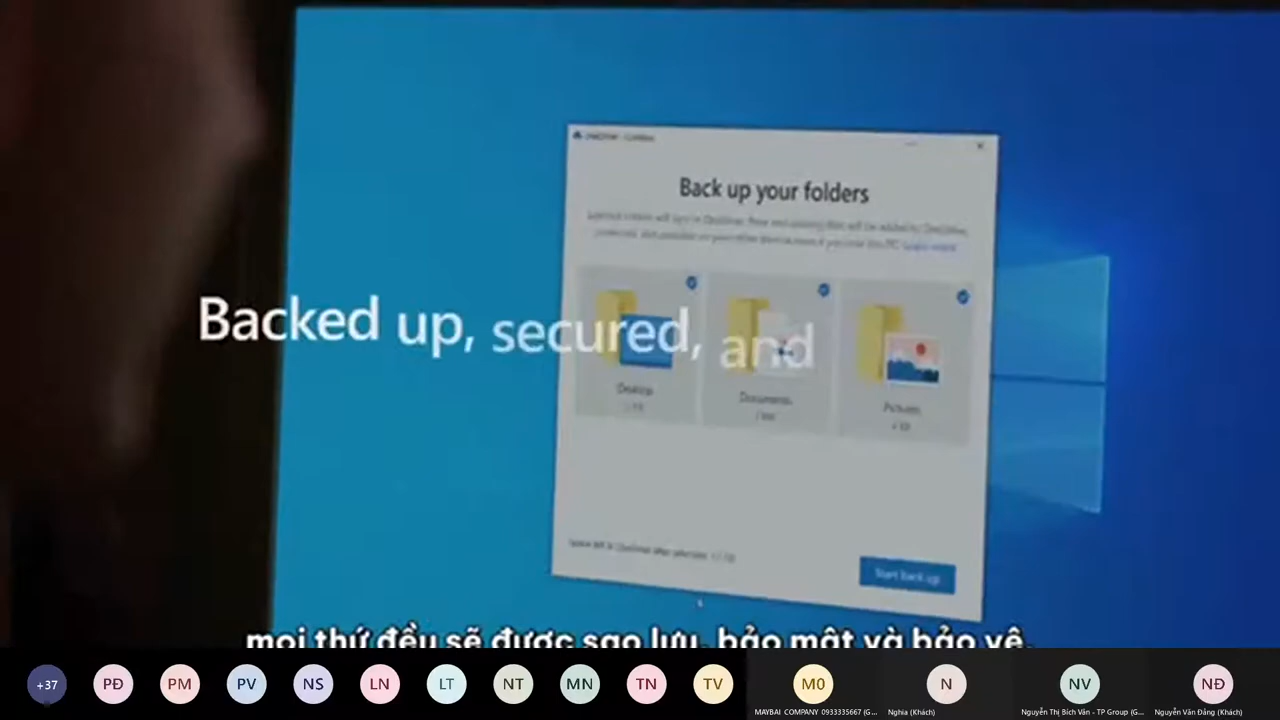 Back up your folders
Backed up, secured, and
Desktop
Documents
Pictures
Start back up
mọi thứ đều sẽ được sao lưu, bảo mật và bảo vệ.
+37
PĐ
PM
PV
NS
LN
LT
NT
MN
TN
TV
M0
N
NV
NĐ
MAYBAI COMPANY 0933335667 (G...
Nghia (Khách)
Nguyễn Thị Bích Vân - TP Group (G...
Nguyễn Văn Đảng (Khách)